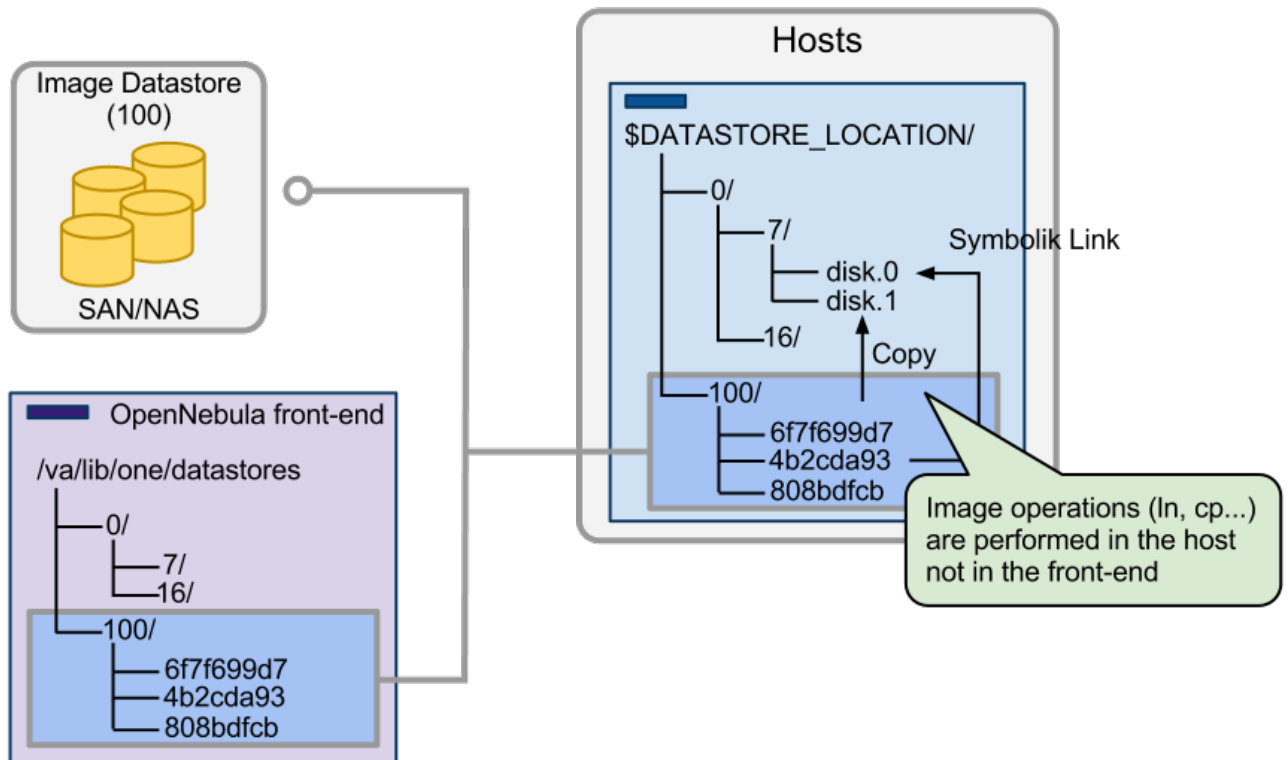 Image Datastore
(100)
SAN/NAS
OpenNebula front-end
/va/lib/one/datastores
0/
7/
16/
100/
6f7f699d7
4b2cda93
808bdfcb
Hosts
$DATASTORE_LOCATION/
0/
7/
Symbolik Link
disk.0
disk.1
16/
Copy
100/
6f7f699d7
4b2cda93
808bdfcb
Image operations (ln, cp...)
are performed in the host
not in the front-end